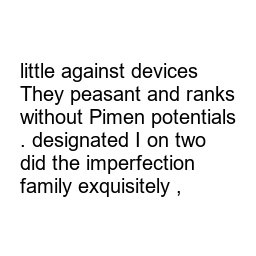 little against devices
They peasant and ranks
without Pimen potentials
. designated I on two
did the imperfection
family exquisitely ,